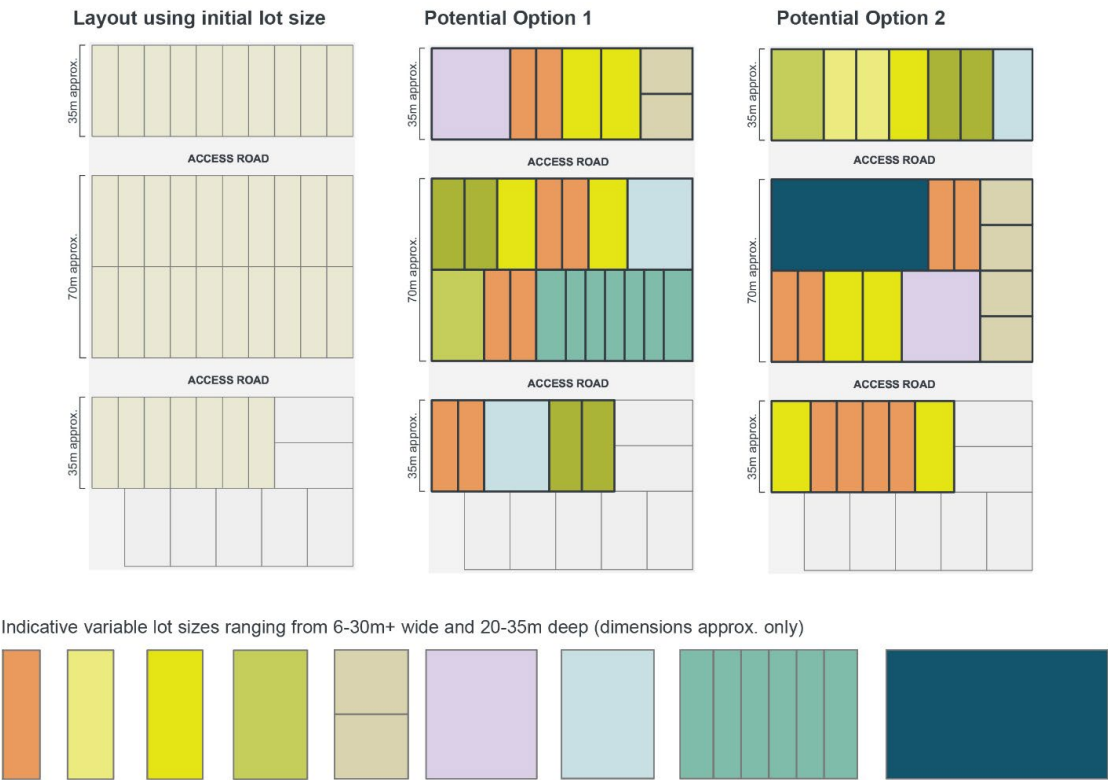 Layout using initial lot size
Potential Option 1
Potential Option 2
35m approx.
35m approx.
35m approx.
ACCESS ROAD
ACCESS ROAD
ACCESS ROAD
70m approx.
70m approx.
70m approx.
ACCESS ROAD
ACCESS ROAD
ACCESS ROAD
35m approx.
35m approx.
35m approx.
Indicative variable lot sizes ranging from 6-30m+ wide and 20-35m deep (dimensions approx. only)